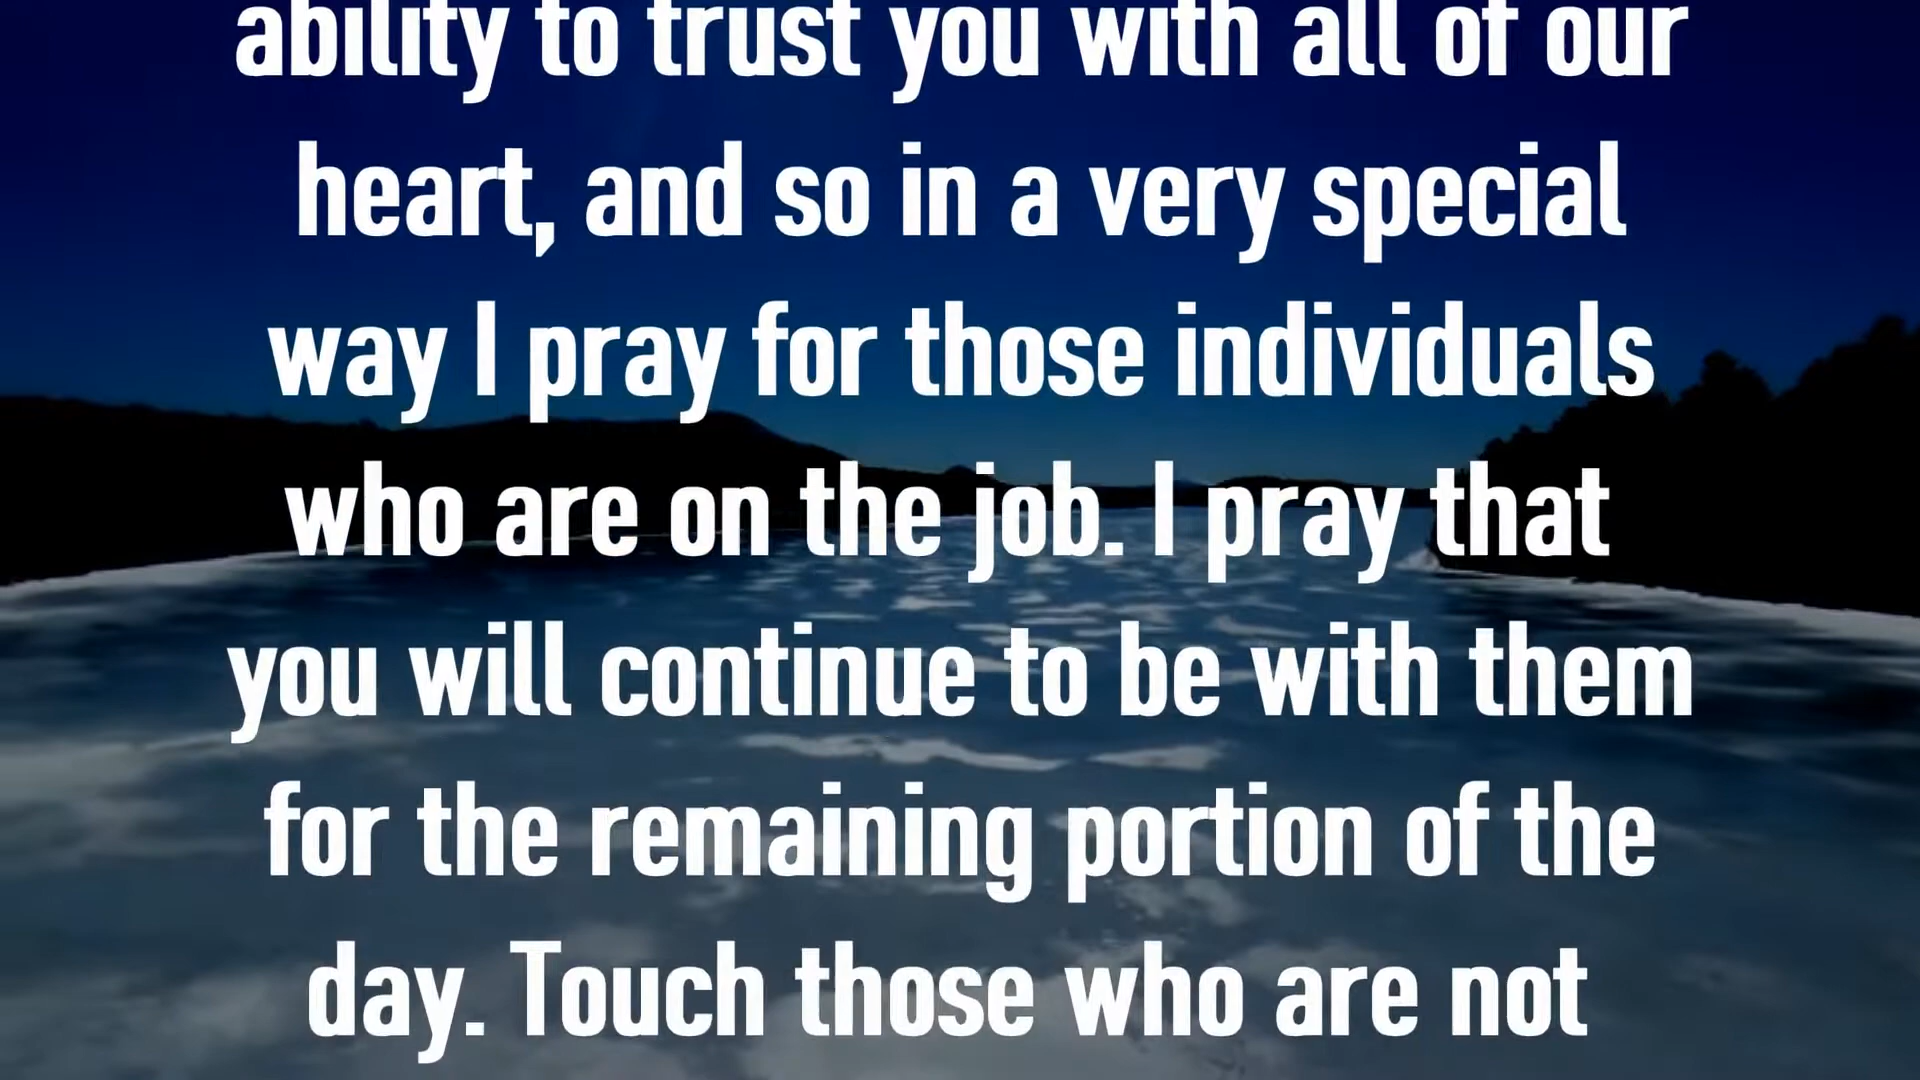 ability to trust you with all of our
heart, and so in a very special
way I pray for those individuals
who are on the job. I pray that
you will continue to be with them
for the remaining portion of the
day. Touch those who are not